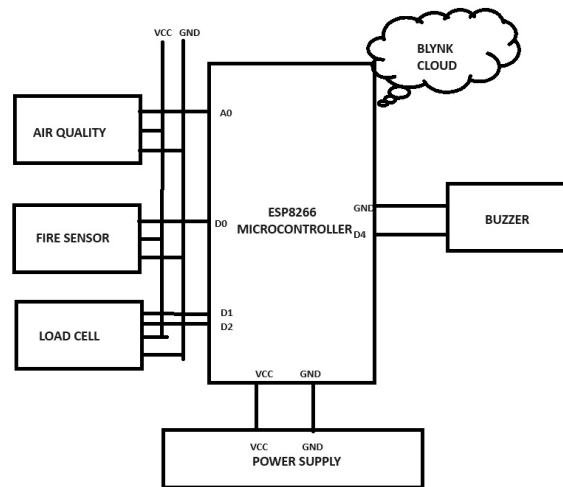 VCC GND
BLYNK
CLOUD
AIR QUALITY
A0
FIRE SENSOR
D0
ESP8266
MICROCONTROLLER
GND
D4
BUZZER
LOAD CELL
D1
D2
VCC GND
VCC GND
POWER SUPPLY